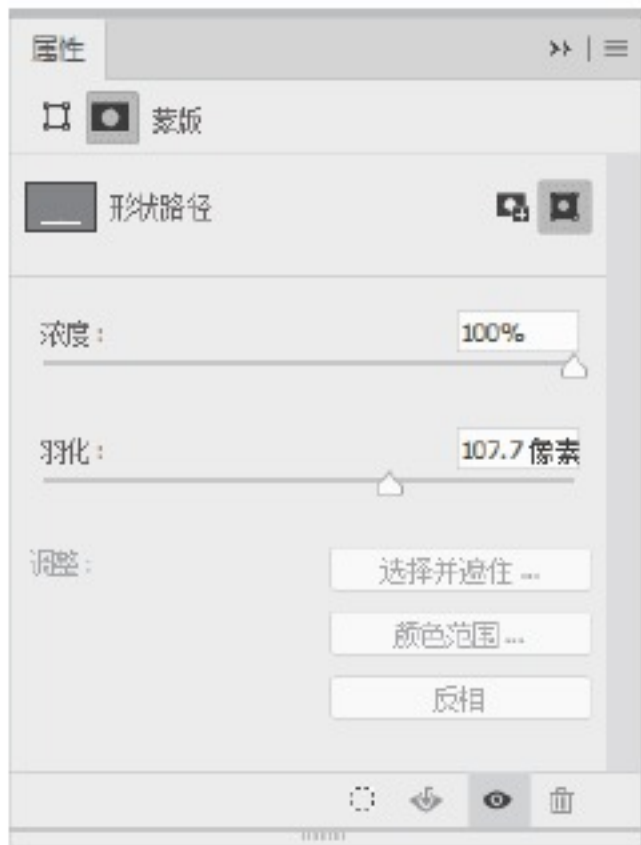 属性
蒙版
形状路径
浓度： 100%
羽化： 107.7 像素
调整： 选择并遮住 ...
颜色范围 ...
反相